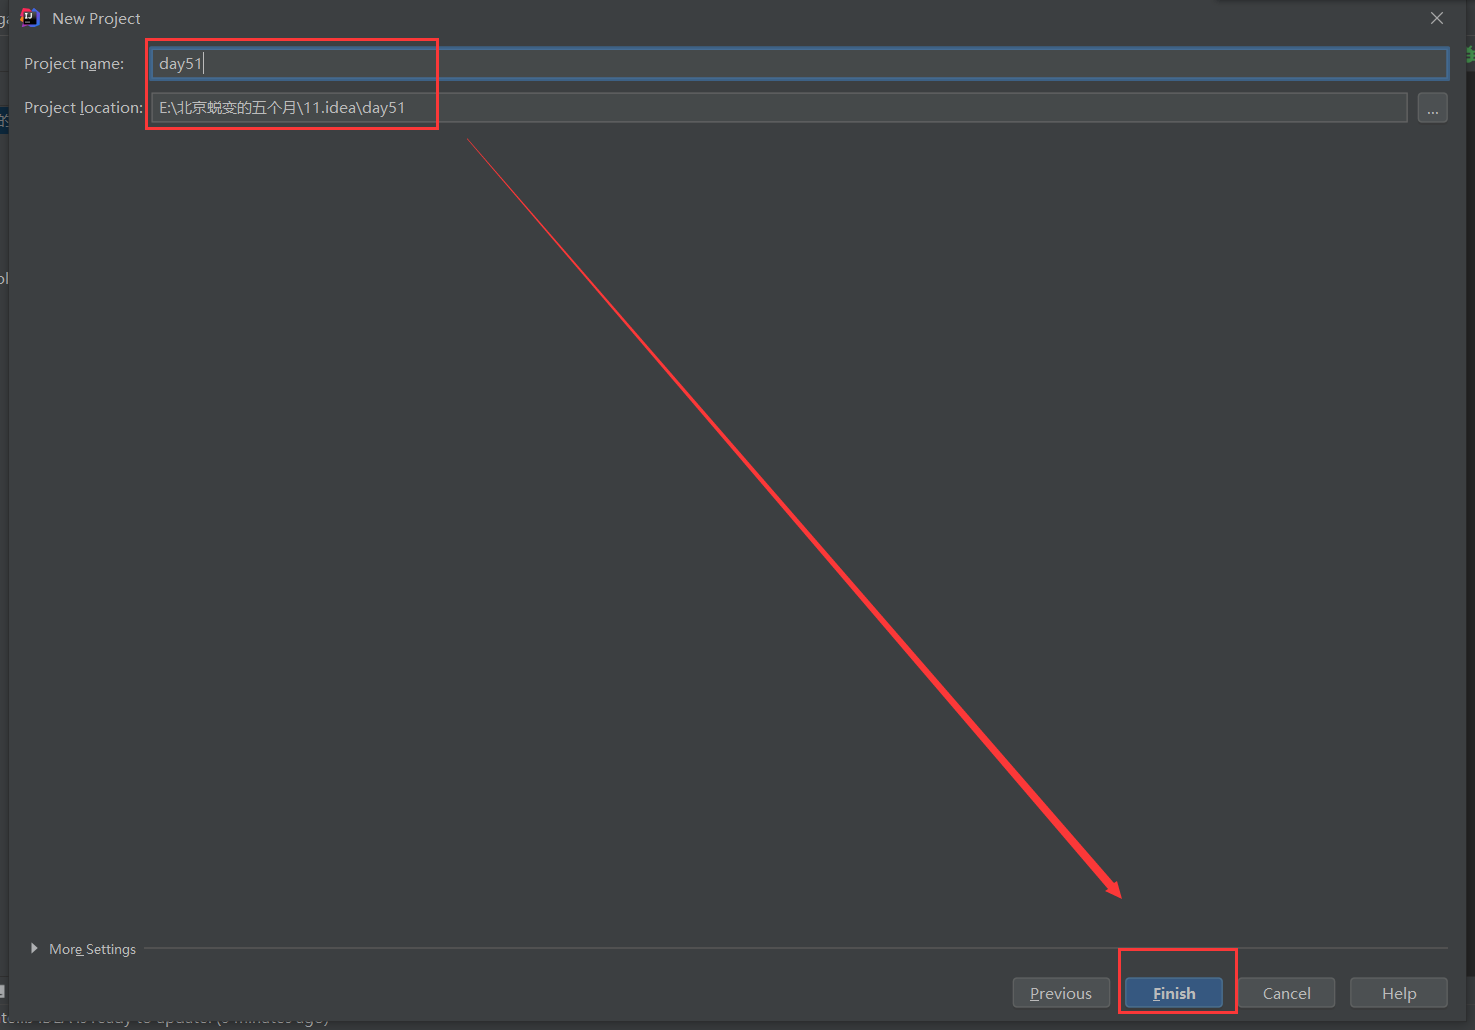 New Project
Project name: day51
Project location: E:\北京蜕变的五个月\11.idea\day51 ...
More Settings
Previous Finish Cancel Help